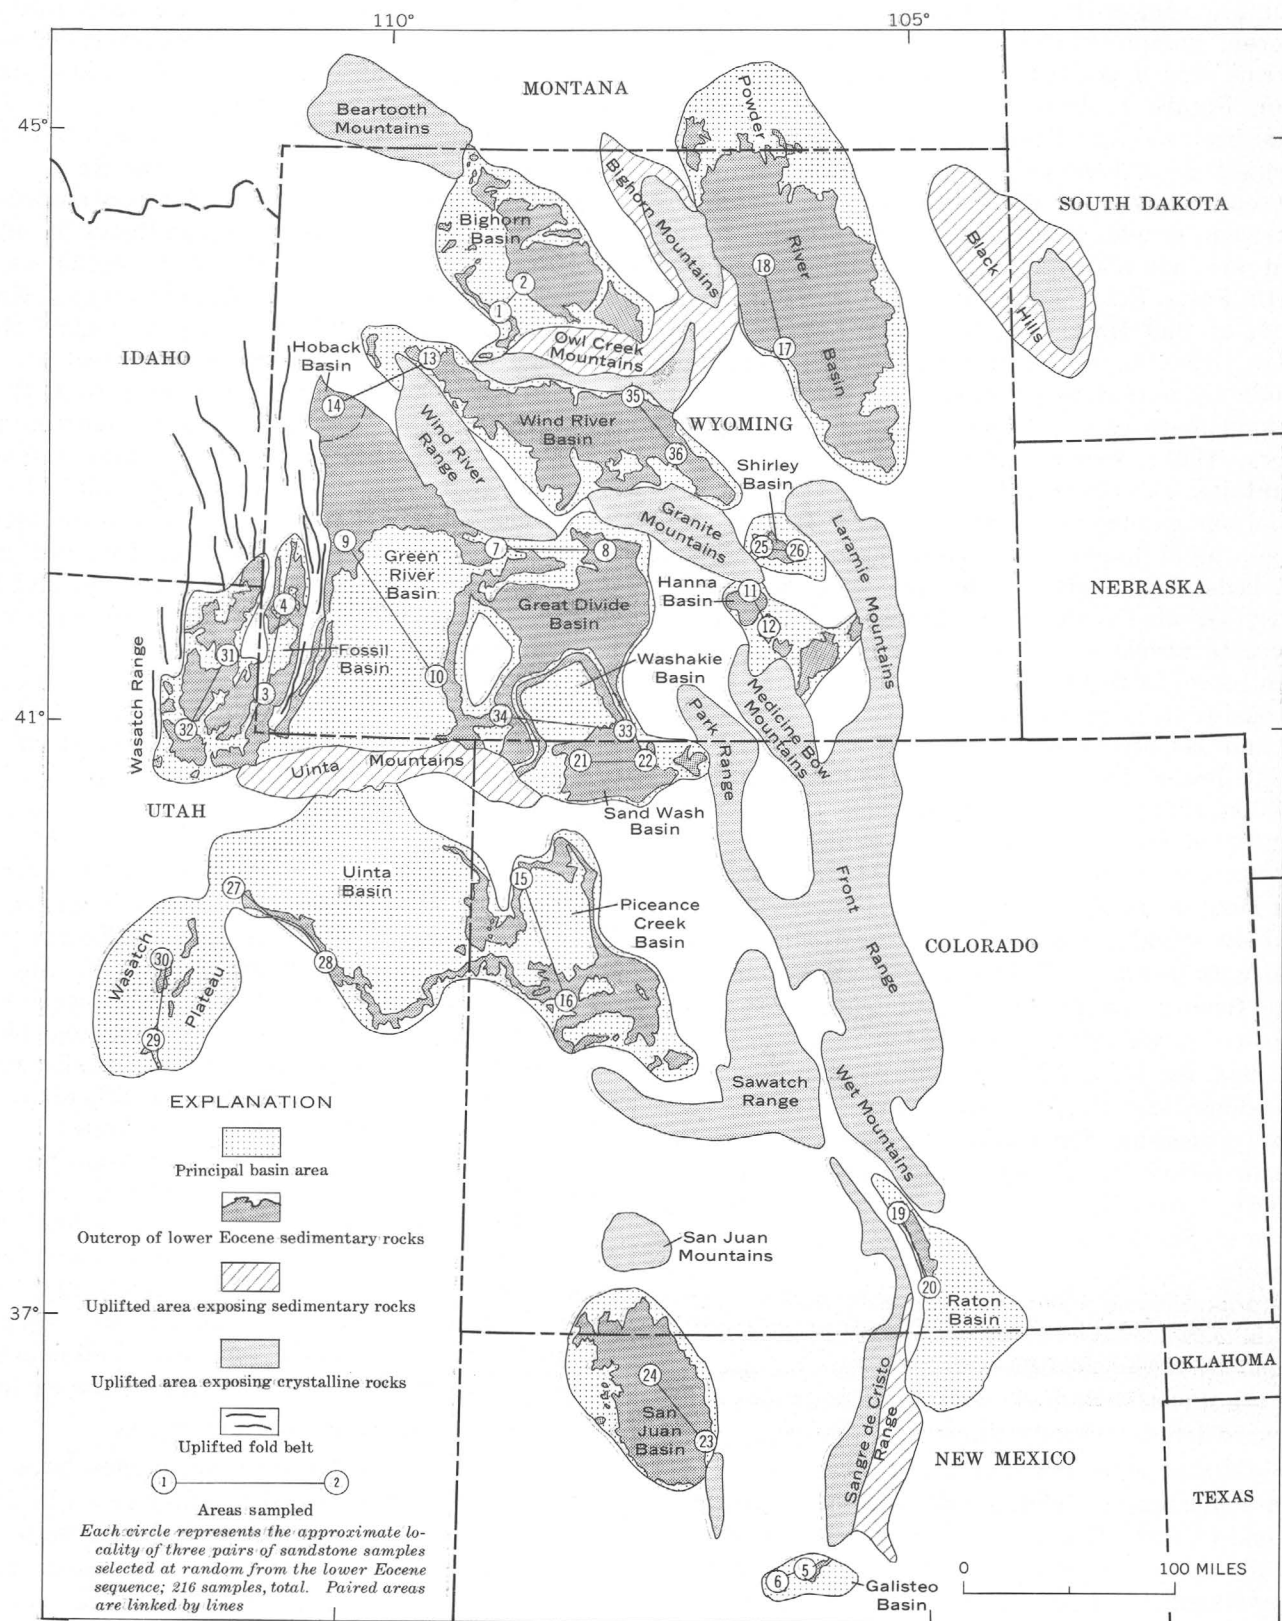 110°
105°
45°
MONTANA
Beartooth
Mountains
Powder
River
Basin
Bighorn Mountains
Bighorn
Basin
SOUTH DAKOTA
Black
Hills
18
2
1
17
IDAHO
Hoback
Basin
13
Owl Creek
Mountains
14
35
Wind River
Range
Wind River
Basin
WYOMING
36
Shirley
Basin
Granite
Mountains
Laramie Mountains
9
Green
River
Basin
7
8
25
26
NEBRASKA
Hanna
Basin
11
12
4
Great Divide
Basin
31
Fossil
Basin
Washakie
Basin
Wasatch Range
3
10
Medicine Bow
Mountains
Park Range
41°
32
34
33
Uinta Mountains
21
22
UTAH
Sand Wash
Basin
Uinta
Basin
15
Front Range
27
Piceance
Creek
Basin
COLORADO
Wasatch
Plateau
30
28
16
29
Sawatch
Range
Wet Mountains
EXPLANATION
Principal basin area
Outcrop of lower Eocene sedimentary rocks
Uplifted area exposing sedimentary rocks
Uplifted area exposing crystalline rocks
Uplifted fold belt
1
2
Areas sampled
Each circle represents the approximate lo-
cality of three pairs of sandstone samples
selected at random from the lower Eocene
sequence; 216 samples, total. Paired areas
are linked by lines
19
San Juan
Mountains
20
Raton
Basin
37°
OKLAHOMA
24
San
Juan
Basin
23
Sangre de Cristo
Range
NEW MEXICO
TEXAS
5
6
Galisteo
Basin
0
100 MILES